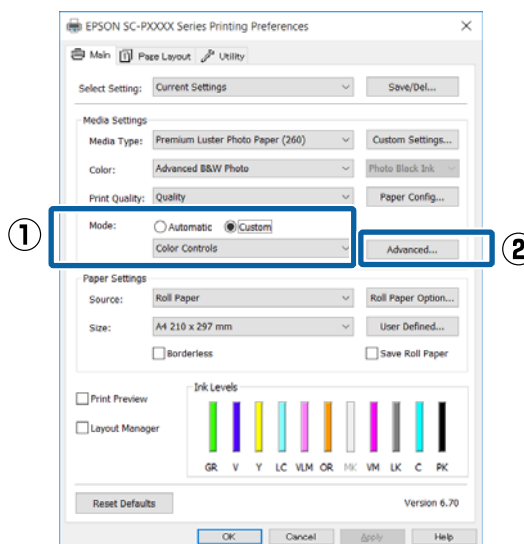 EPSON SC-PXXXX Series Printing Preferences
Main Page Layout Utility
Select Setting: Current Settings Save/Del...
Media Settings
Media Type: Premium Luster Photo Paper (260) Custom Settings...
Color: Advanced B&W Photo Photo Black Ink
Print Quality: Quality Paper Config...
① Mode: Automatic Custom
Color Controls Advanced... ②
Paper Settings
Source: Roll Paper Roll Paper Option...
Size: A4 210 x 297 mm User Defined...
Borderless Save Roll Paper
Ink Levels
Print Preview
Layout Manager
GR V Y LC VLM OR MK VM LK C PK
Reset Defaults Version 6.70
OK Cancel Apply Help